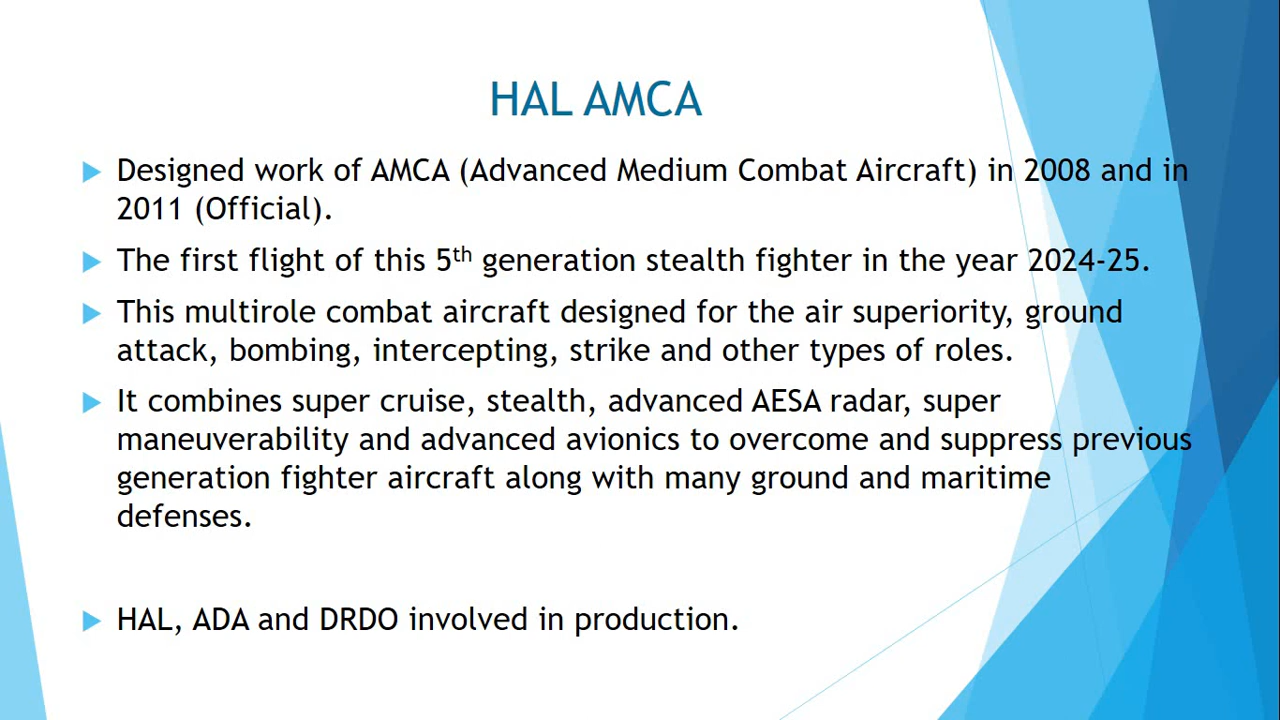 HAL AMCA
Designed work of AMCA (Advanced Medium Combat Aircraft) in 2008 and in
2011 (Official).
The first flight of this 5th generation stealth fighter in the year 2024-25.
This multirole combat aircraft designed for the air superiority, ground
attack, bombing, intercepting, strike and other types of roles.
It combines super cruise, stealth, advanced AESA radar, super
maneuverability and advanced avionics to overcome and suppress previous
generation fighter aircraft along with many ground and maritime
defenses.
HAL, ADA and DRDO involved in production.